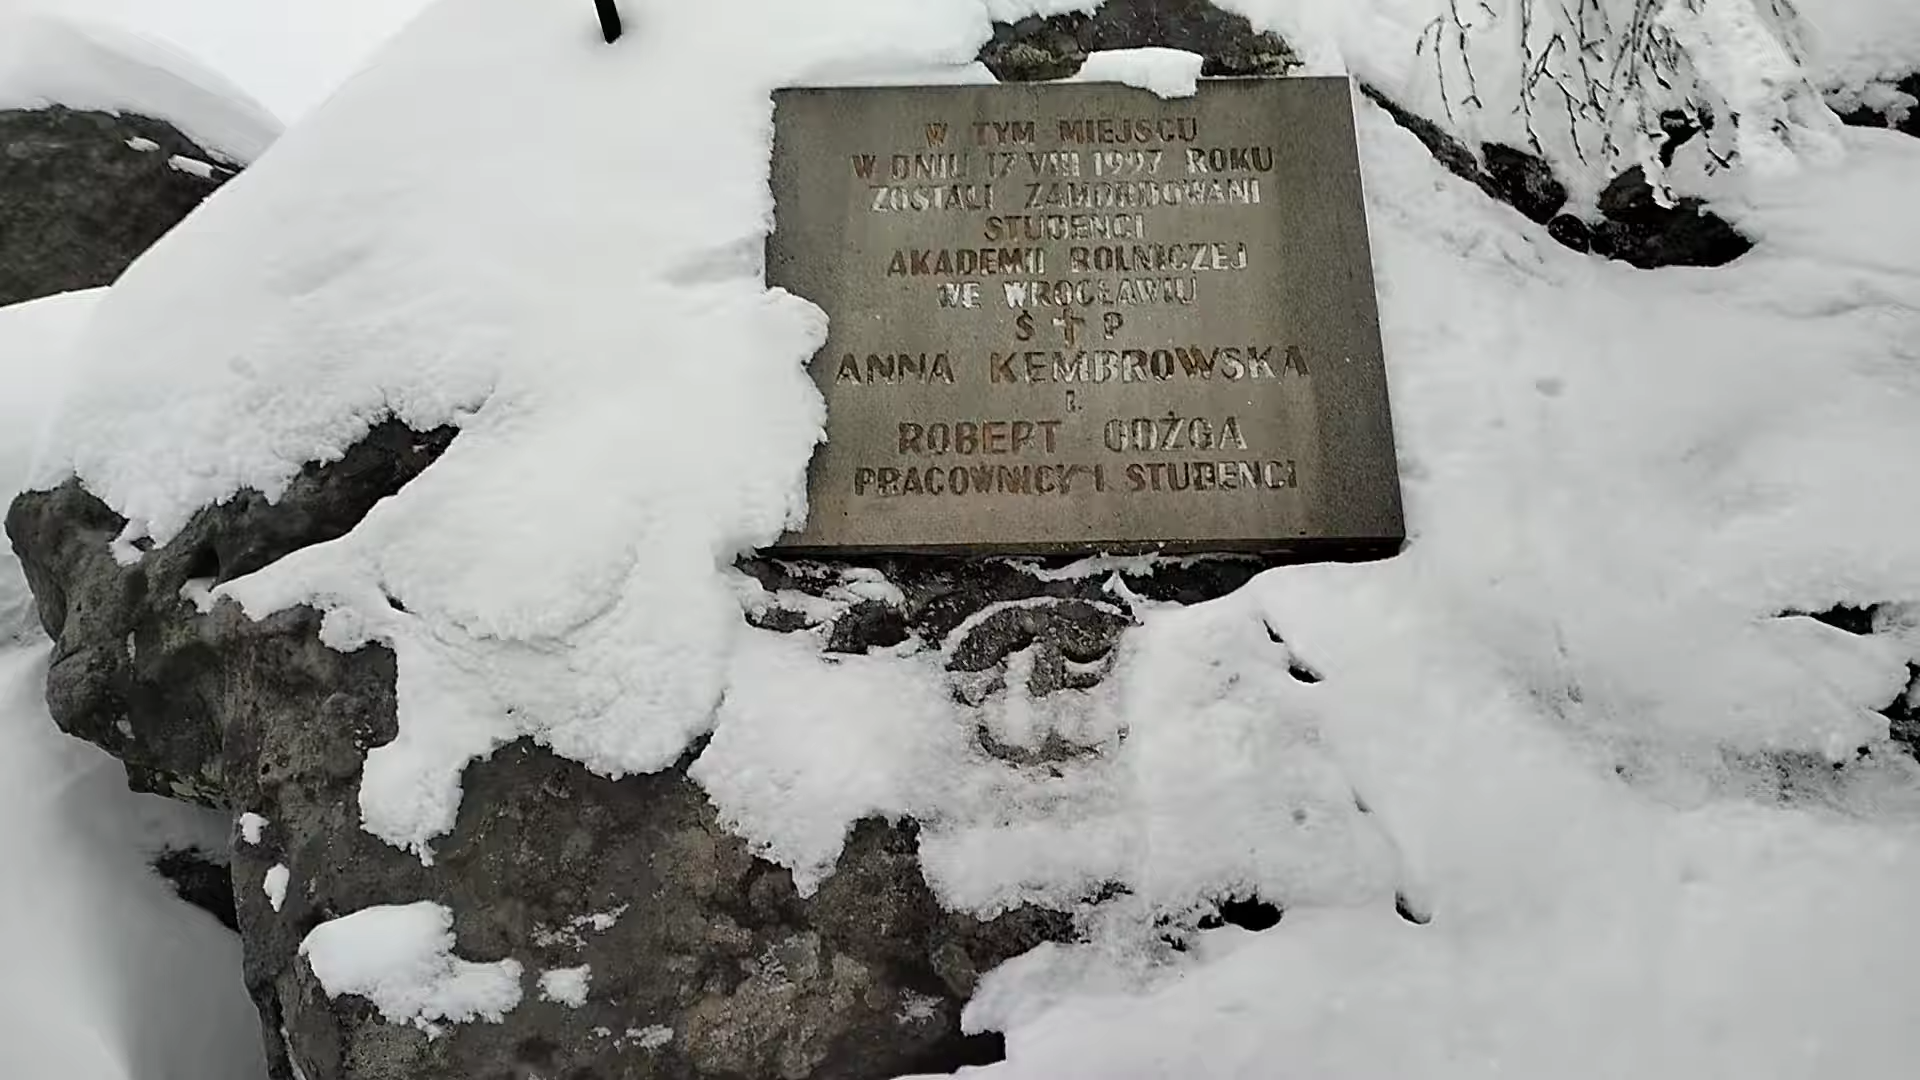 W TYM MIEJSCU
W DNIU 17 VIII 1997 ROKU
ZOSTALI ZAMORDOWANI
STUDENCI
AKADEMII ROLNICZEJ
WE WROCŁAWIU
Ś † P
ANNA KEMBROWSKA
I
ROBERT ODŻGA
PRACOWNICY I STUDENCI